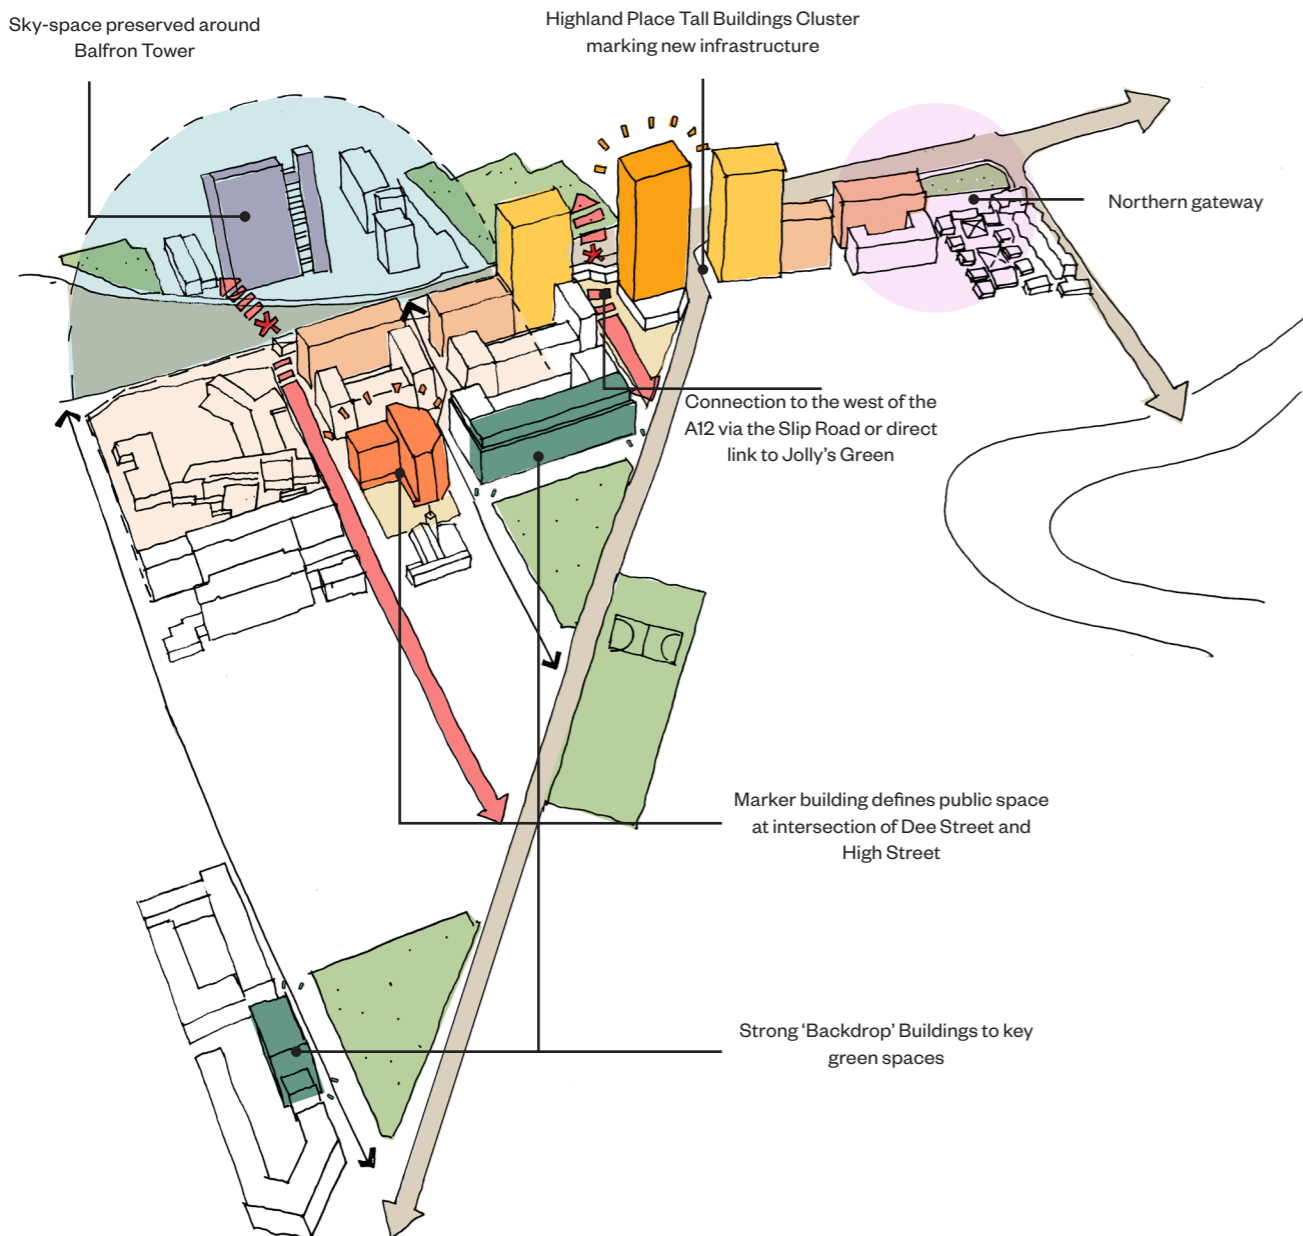 Sky-space preserved around
Balfron Tower
Highland Place Tall Buildings Cluster
marking new infrastructure
Northern gateway
Connection to the west of the
A12 via the Slip Road or direct
link to Jolly’s Green
Marker building defines public space
at intersection of Dee Street and
High Street
Strong ‘Backdrop’ Buildings to key
green spaces